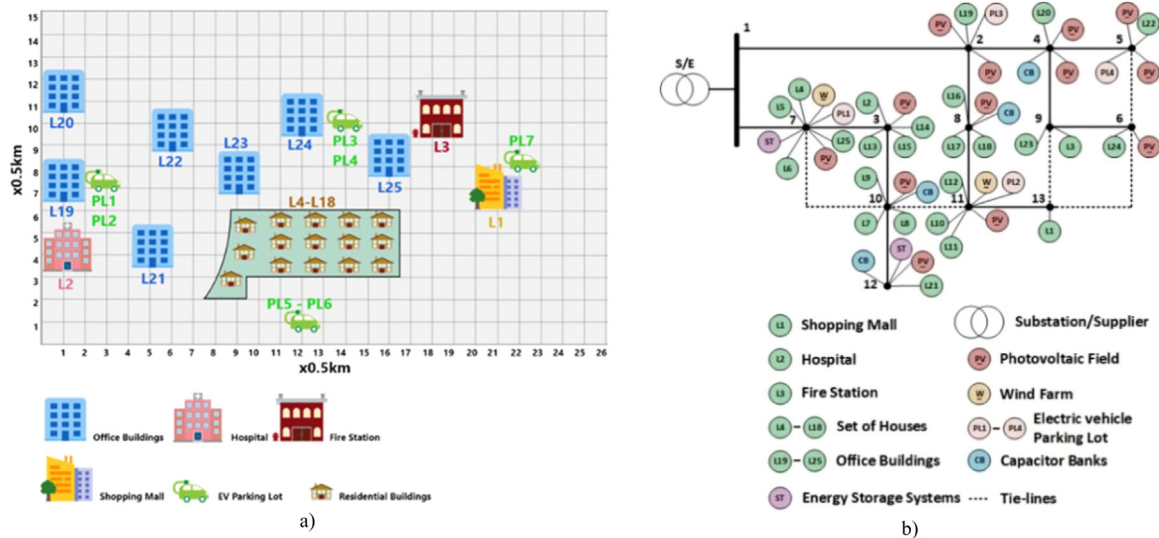 15
14
13
12
11
10
9
8
7
6
5
4
3
2
1
x0.5km
L20
L22
L23
L24
PL3
PL4
L3
L25
PL7
L19
PL1
PL2
L4-L18
L1
L2
L21
PL5 - PL6
1 2 3 4 5 6 7 8 9 10 11 12 13 14 15 16 17 18 19 20 21 22 23 24 25 26
x0.5km
Office Buildings
Hospital
Fire Station
Shopping Mall
EV Parking Lot
Residential Buildings
a)
1
S/E
PV L19 PL3
2
PV
L20 PV
4
CB PV
PV L22
5
PL4 PV
L5 L4 W PL1
7
ST L6 PV L25
L2 PV L14
3
L13 L15
L16 PV CB
8
L17 L18
9
L23 L3
6
L24 PV
L9 PV CB
10
L7 L8
L12 W PL2
11
L10 L11 PV
13
L1
CB ST PV
12
L21
L1 Shopping Mall
L2 Hospital
L3 Fire Station
L4 – L18 Set of Houses
L19 – L25 Office Buildings
ST Energy Storage Systems
Substation/Supplier
PV Photovoltaic Field
W Wind Farm
PL1 – PL4 Electric vehicle
Parking Lot
CB Capacitor Banks
Tie-lines
b)